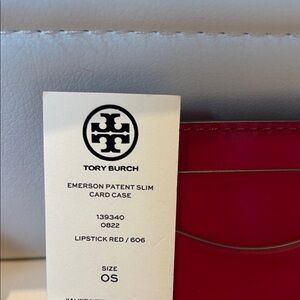 TORY BURCH
EMERSON PATENT SLIM
CARD CASE
139340
0822
LIPSTICK RED / 606
SIZE
OS